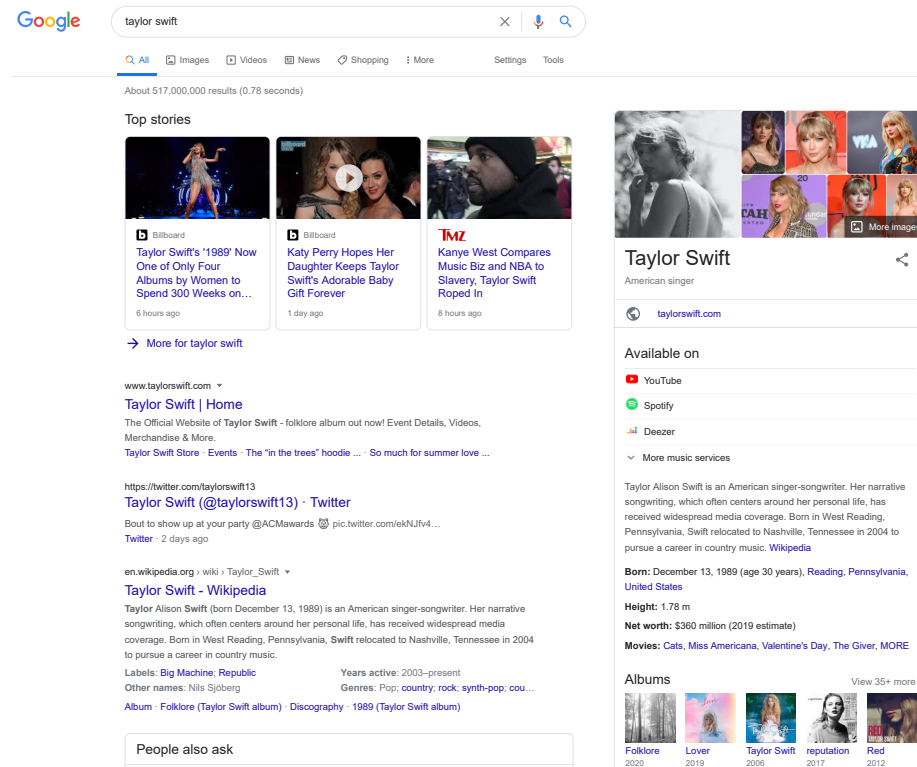 Google
taylor swift
All Images Videos News Shopping More Settings Tools
About 517,000,000 results (0.78 seconds)
Top stories
billboard
Billboard
Taylor Swift's '1989' Now
One of Only Four
Albums by Women to
Spend 300 Weeks on…
6 hours ago
Billboard
Katy Perry Hopes Her
Daughter Keeps Taylor
Swift's Adorable Baby
Gift Forever
1 day ago
TMZ
Kanye West Compares
Music Biz and NBA to
Slavery, Taylor Swift
Roped In
8 hours ago
More for taylor swift
www.taylorswift.com
Taylor Swift | Home
The Official Website of Taylor Swift - folklore album out now! Event Details, Videos,
Merchandise & More.
Taylor Swift Store · Events · The "in the trees" hoodie ... · So much for summer love ...
https://twitter.com/taylorswift13
Taylor Swift (@taylorswift13) · Twitter
Bout to show up at your party @ACMawards 😼 pic.twitter.com/ekNJfv4…
Twitter · 2 days ago
en.wikipedia.org › wiki › Taylor_Swift
Taylor Swift - Wikipedia
Taylor Alison Swift (born December 13, 1989) is an American singer-songwriter. Her narrative
songwriting, which often centers around her personal life, has received widespread media
coverage. Born in West Reading, Pennsylvania, Swift relocated to Nashville, Tennessee in 2004
to pursue a career in country music.
Labels: Big Machine; Republic Years active: 2003–present
Other names: Nils Sjöberg Genres: Pop; country; rock; synth-pop; cou…
Album · Folklore (Taylor Swift album) · Discography · 1989 (Taylor Swift album)
People also ask
20
More images
Taylor Swift
American singer
taylorswift.com
Available on
YouTube
Spotify
Deezer
More music services
Taylor Alison Swift is an American singer-songwriter. Her narrative
songwriting, which often centers around her personal life, has
received widespread media coverage. Born in West Reading,
Pennsylvania, Swift relocated to Nashville, Tennessee in 2004 to
pursue a career in country music. Wikipedia
Born: December 13, 1989 (age 30 years), Reading, Pennsylvania,
United States
Height: 1.78 m
Net worth: $360 million (2019 estimate)
Movies: Cats, Miss Americana, Valentine's Day, The Giver, MORE
Albums View 35+ more
RED
Folklore Lover Taylor Swift reputation Red
2020 2019 2006 2017 2012